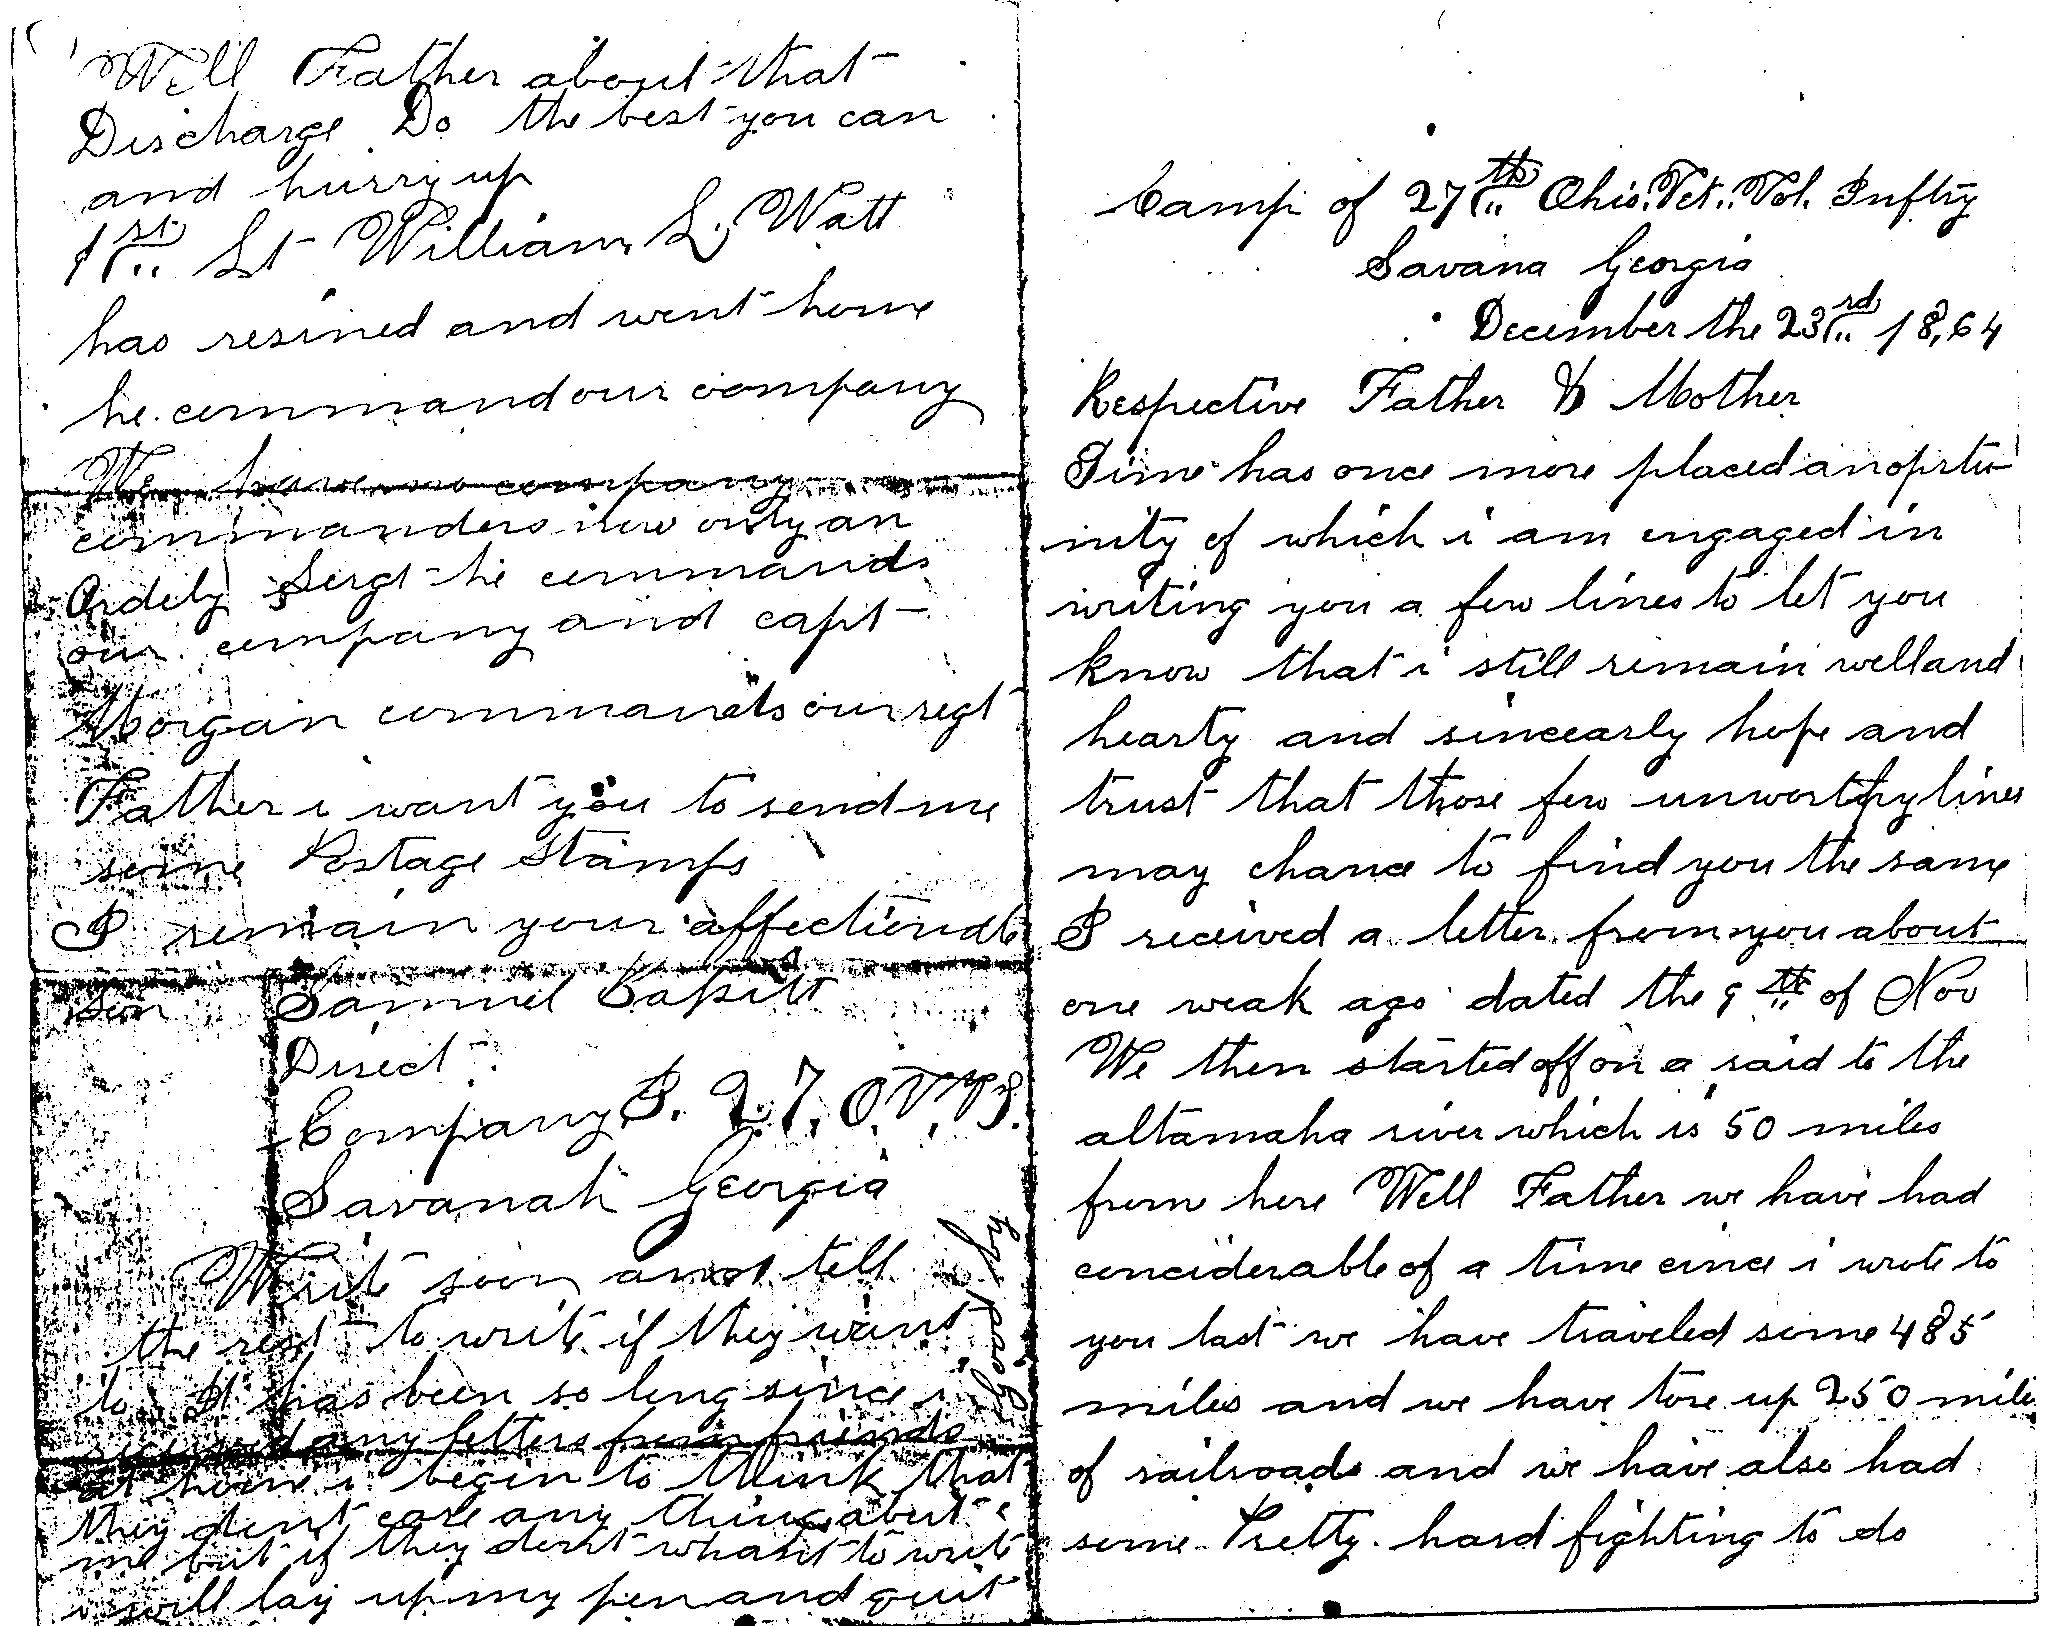 Camp of 27th Ohio. Vet. Vol. Inftry
Savana Georgia
December the 23rd 18,64
Respective Father & Mother
Time has once more placed an oprtu
nity of which i am engaged in
writing you a few lines to let you
know that i still remain well and
hearty and sincearly hope and
trust that those few unworthy lines
may chance to find you the same
I received a letter from you about
one weak ago dated the 9th of Nov
We then started off on a raid to the
altamaha river which is 50 miles
from here Well Father we have had
conciderable of a time cince i wrote to
you last we have traveled some 485
miles and we have tore up 250 miles
of railroads and we have also had
some Pretty hard fighting to do
Well Father about that
Discharge Do the best you can
and hurry up
1st Lt William L. Watt
has resined and went home
he command our company
We have no company
commanders now only an
Ordely Sergt he commands
our company and capt
Morgan commands our regt
Father i want you to send me
some Postage Stamps
I remain your affectionate
son Samuel
Direct
Company B. 27. O. V. V. I.
Savanah Georgia
Write soon and tell
the rest to write if they want
to It has been so long since i
received any letters from friends
at home i begin to think that
they dont care any thing about
me but if they dont whant to write
i will lay up my pen and quit